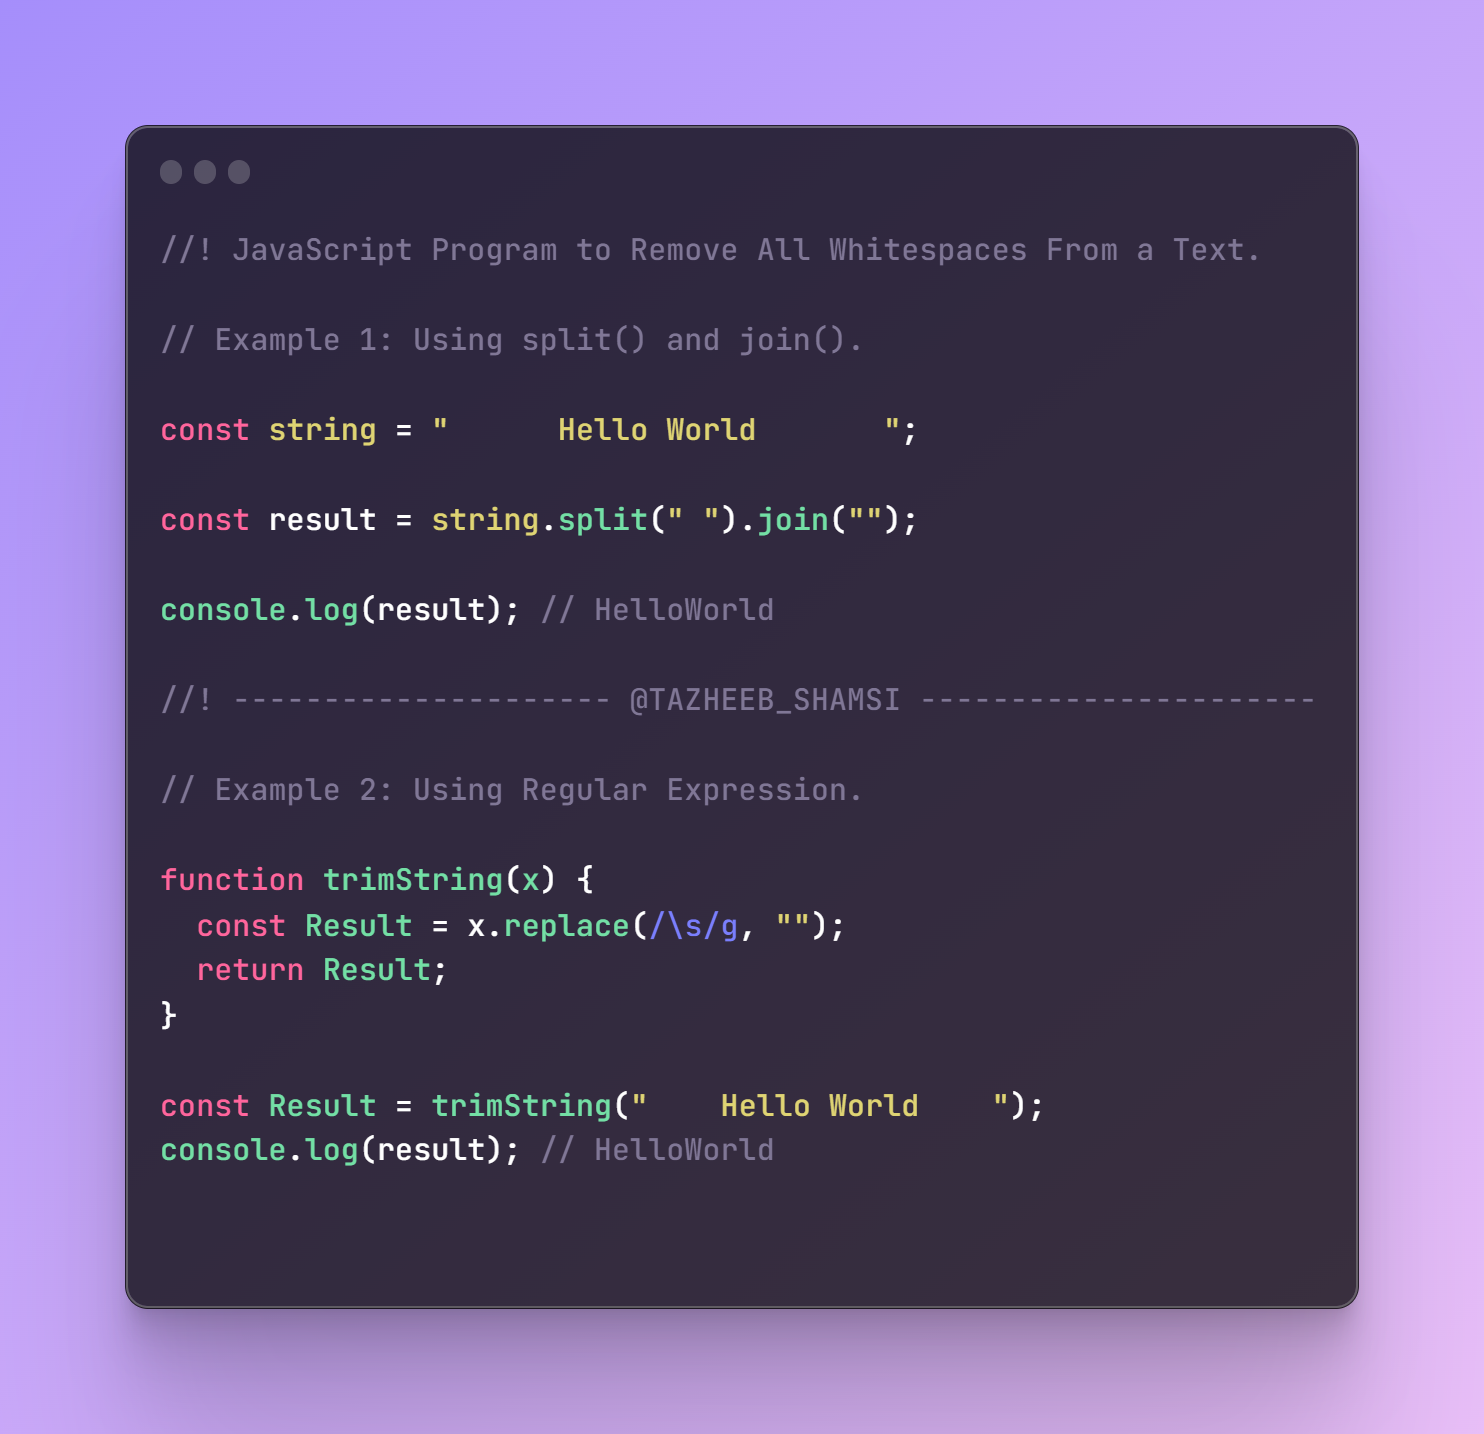 //! JavaScript Program to Remove All Whitespaces From a Text.
// Example 1: Using split() and join().
const string = "      Hello World       ";
const result = string.split(" ").join("");
console.log(result); // HelloWorld
//! --------------------- @TAZHEEB_SHAMSI ----------------------
// Example 2: Using Regular Expression.
function trimString(x) {
  const Result = x.replace(/\s/g, "");
  return Result;
}
const Result = trimString("    Hello World    ");
console.log(result); // HelloWorld